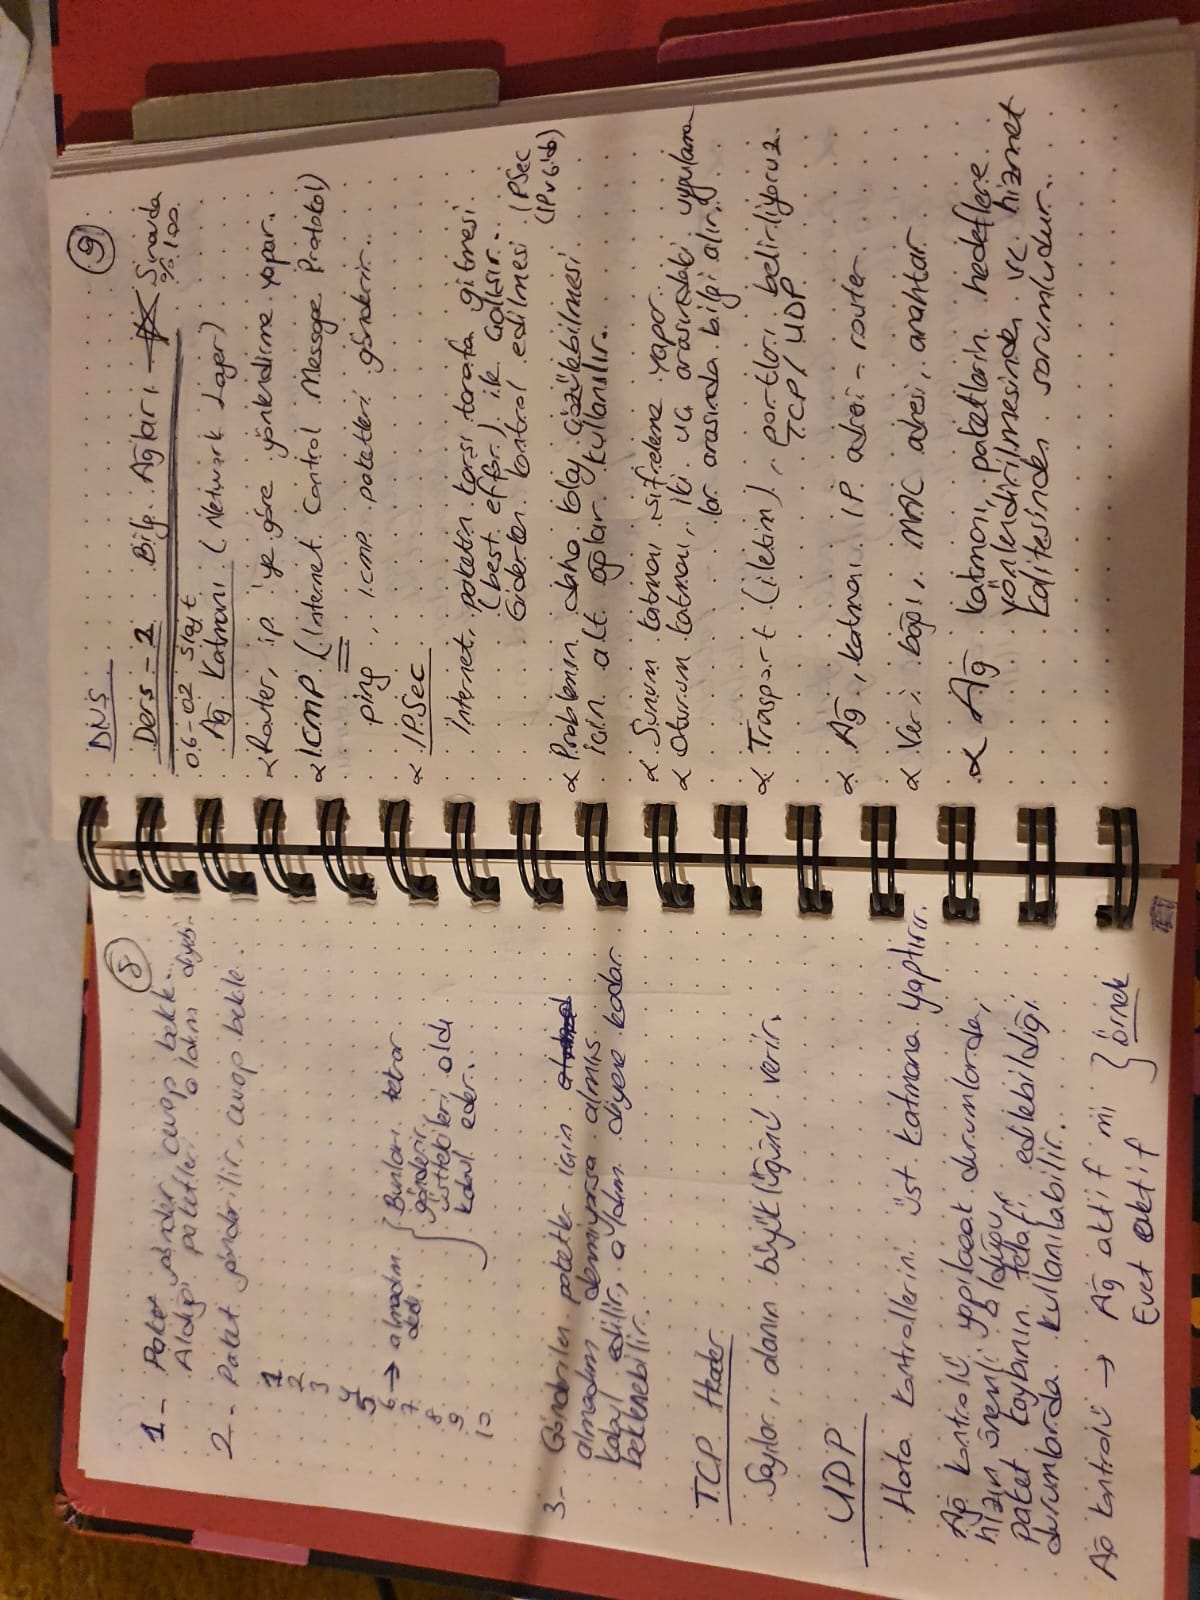 8
1- Paket gönder cevap bekle.
Aldığı paketleri aldım diyebi-
2- Paket gönderilir, cevap bekle.
1
2
3
4
5
6 → almadım dedi.
7
8
9
10
Bunları tekrar
gönderir.
üsttekileri aldı
kabul eder.
3- Gönderilen paketler için
almadım demiyorsa almış
kabul edilir, aldım diyene kadar
beklenebilir.
TCP Header
Sayılar, alanın büyüklüğünü verir.
UDP
Hata kontrollerini üst katmana yaptırır.
Ağ kontrolü yapılacak durumlarda,
hızın önemli olduğu,
paket kaybının telafi edilebildiği
durumlarda kullanılabilir.
Ağ kontrolü → Ağ aktif mi
Evet aktif
örnek
9
DNS
Ders-2 Bilg. Ağları Sınavda
% 100
06-02 slayt
Ağ Katmanı (Network Layer)
Router, ip 'ye göre yönlendirme yapar.
ICMP (Internet Control Message Protokol)
ping, icmp paketleri gönderir.
IPSec
İnternet, paketin karşı tarafa gitmesi
(best effor.) ile çalışır.
Giderken kontrol edilmesi IPSec
(IPv6'da)
Problemin daha kolay çözülebilmesi
için alt ağlar kullanılır.
Sunum katmanı şifreleme yapar.
Oturum katmanı, iki uç arasındaki uygulama
lar arasında bilgi alır.
Trasport (iletim), portları belirliyoruz.
TCP/UDP
Ağ, katmanı IP adresi - router.
Veri bağı, MAC adresi, anahtar
Ağ katmanı, paketlerin hedeflere
yönlendirilmesinden ve hizmet
kalitesinden sorumludur.